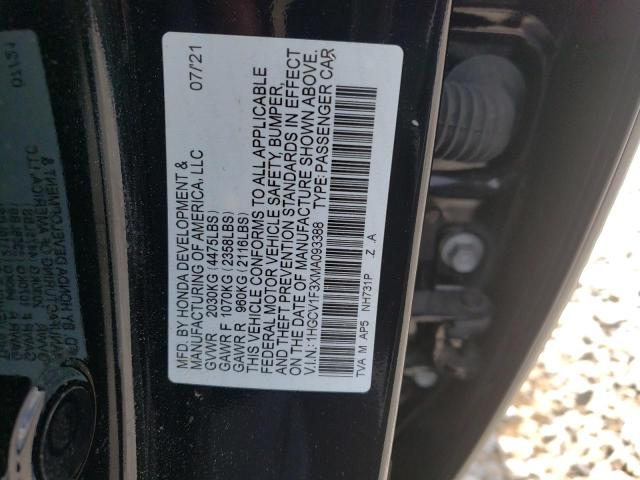 MFD. BY HONDA DEVELOPMENT &
MANUFACTURING OF AMERICA, LLC 07/21
GVWR 2030KG (4475LBS)
GAWR F 1070KG (2358LBS)
GAWR R 960KG (2116LBS)
THIS VEHICLE CONFORMS TO ALL APPLICABLE
FEDERAL MOTOR VEHICLE SAFETY, BUMPER,
AND THEFT PREVENTION STANDARDS IN EFFECT
ON THE DATE OF MANUFACTURE SHOWN ABOVE.
V.I.N.: 1HGCV1F3XMA093388 TYPE: PASSENGER CAR
TVA M AP5 NH731P Z A